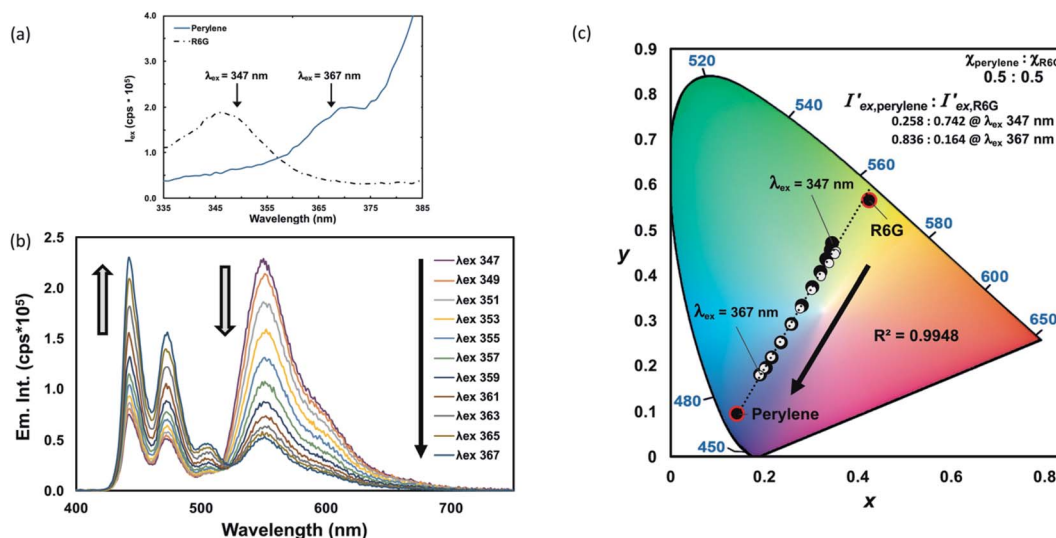 (a)
Perylene
R6G
λex = 347 nm
λex = 367 nm
Iex (cps · 10⁵)
4.0
3.0
2.0
1.0
0.0
335
345
355
365
375
385
Wavelength (nm)
(b)
Em. Int. (cps*10⁵)
2.5
2.0
1.5
1.0
0.5
0.0
λex 347
λex 349
λex 351
λex 353
λex 355
λex 357
λex 359
λex 361
λex 363
λex 365
λex 367
400
500
600
700
Wavelength (nm)
(c)
χperylene : χR6G
0.5 : 0.5
I'ex,perylene : I'ex,R6G
0.258 : 0.742 @ λex 347 nm
0.836 : 0.164 @ λex 367 nm
y
0.9
0.8
0.7
0.6
0.5
0.4
0.3
0.2
0.1
0
520
540
560
580
600
650
480
450
λex = 347 nm
R6G
λex = 367 nm
R² = 0.9948
Perylene
0
0.2
0.4
0.6
0.8
x